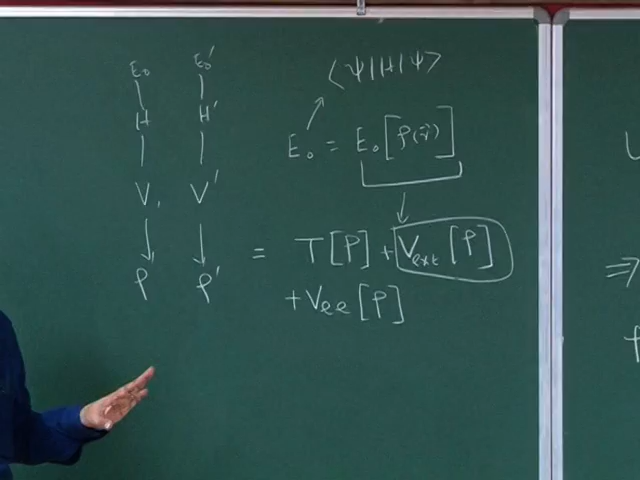 E₀ E₀′
⟨Ψ|H|Ψ⟩
H H′
E₀ = E₀[ρ(r⃗)]
V, V′
= T[ρ] + V_ext[ρ]
ρ ρ′
+ V_ee[ρ]
⇒